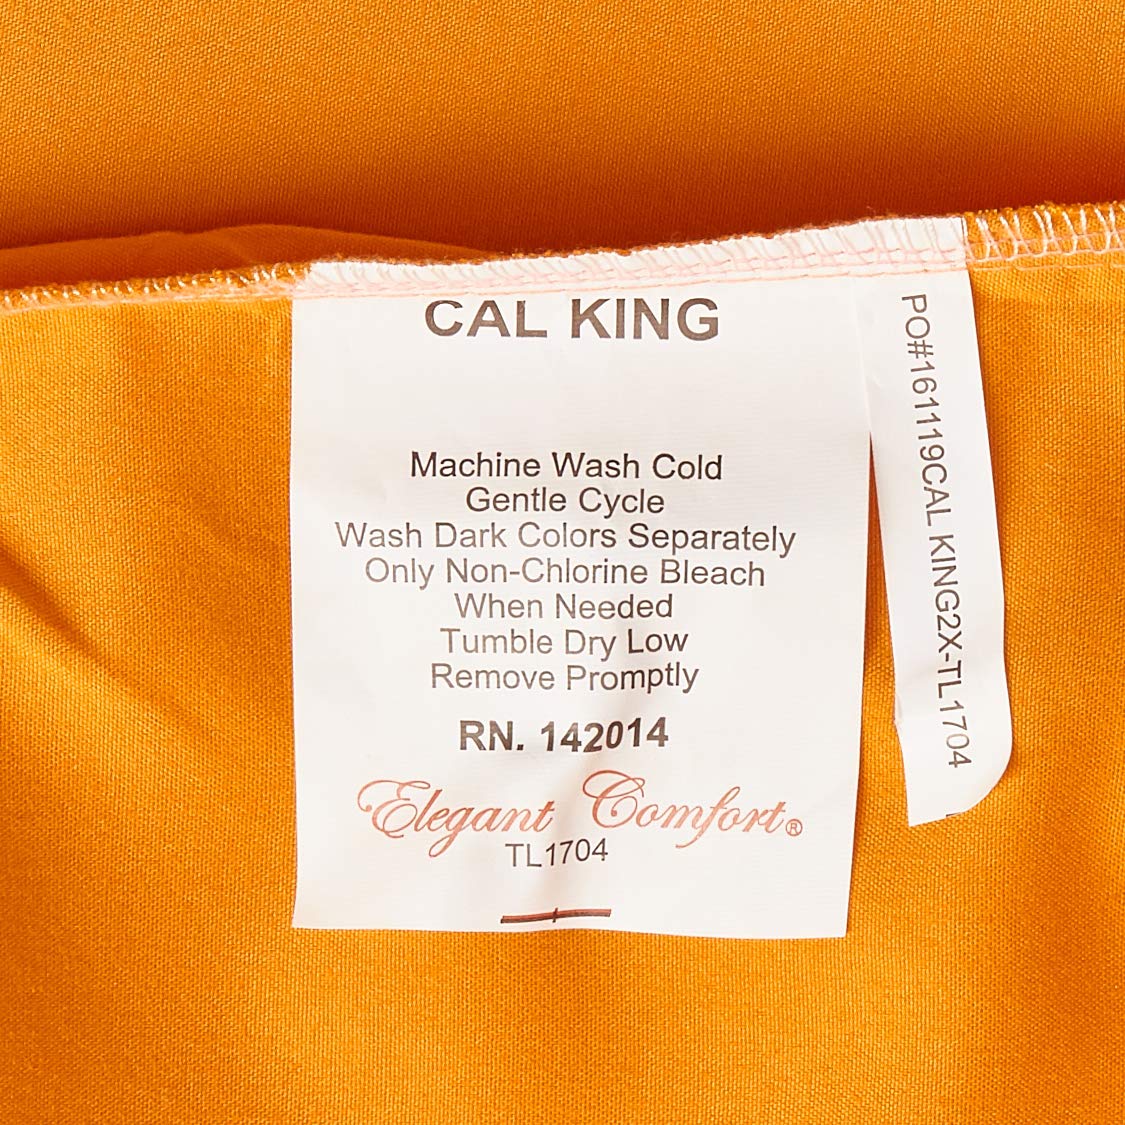 CAL KING
Machine Wash Cold
Gentle Cycle
Wash Dark Colors Separately
Only Non-Chlorine Bleach
When Needed
Tumble Dry Low
Remove Promptly
RN. 142014
Elegant Comfort®
TL1704
PO#161119CAL KING2X-TL1704